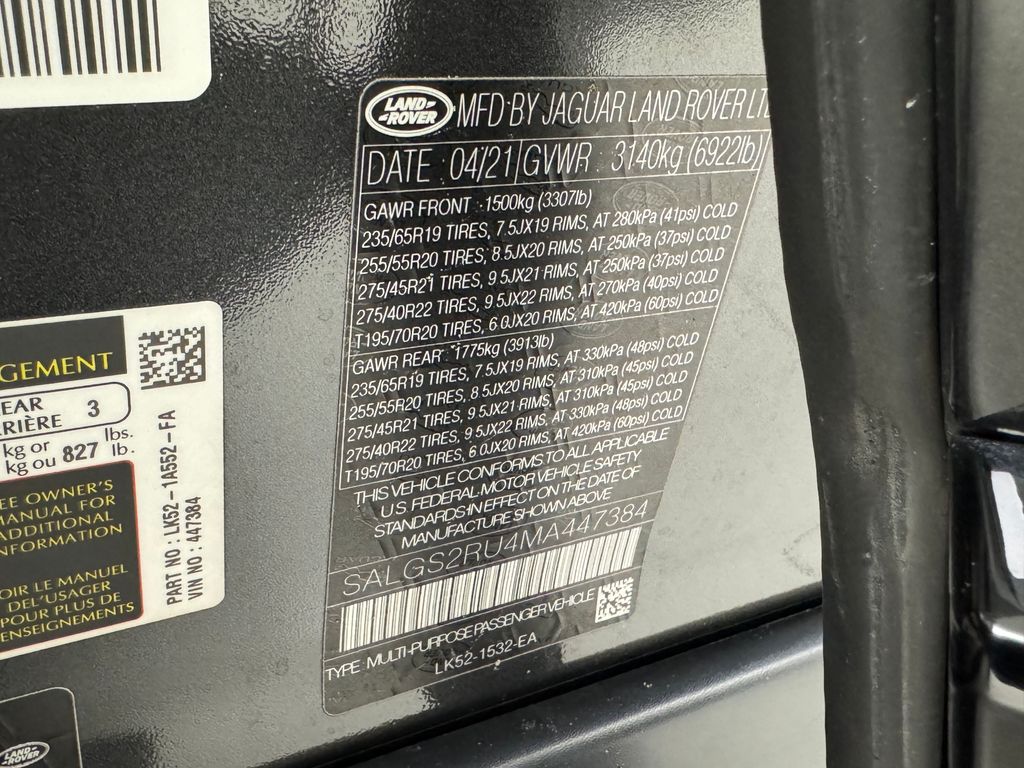 LAND ROVER MFD BY JAGUAR LAND ROVER
DATE 04/21 GVWR : 3140kg (6922lb)
GAWR FRONT : 1500kg (3307lb)
235/65R19 TIRES, 7.5JX19 RIMS, AT 280kPa (41psi) COLD
255/55R20 TIRES, 8.5JX20 RIMS, AT 250kPa (37psi) COLD
275/45R21 TIRES, 9.5JX21 RIMS, AT 250kPa (37psi) COLD
275/40R22 TIRES, 9.5JX22 RIMS, AT 270kPa (40psi) COLD
T195/70R20 TIRES, 6.0JX20 RIMS, AT 420kPa (60psi) COLD
GAWR REAR : 1775kg (3913lb)
235/65R19 TIRES, 7.5JX19 RIMS, AT 330kPa (48psi) COLD
255/55R20 TIRES, 8.5JX20 RIMS, AT 310kPa (45psi) COLD
275/45R21 TIRES, 9.5JX21 RIMS, AT 310kPa (45psi) COLD
275/40R22 TIRES, 9.5JX22 RIMS, AT 330kPa (48psi) COLD
T195/70R20 TIRES, 6.0JX20 RIMS, AT 420kPa (60psi) COLD
THIS VEHICLE CONFORMS TO ALL APPLICABLE
U.S. FEDERAL MOTOR VEHICLE SAFETY
STANDARDS IN EFFECT ON THE DATE OF
MANUFACTURE SHOWN ABOVE
SALGS2RU4MA447384
TYPE : MULTI-PURPOSE PASSENGER VEHICLE
LK52-1532-EA
GEMENT
EAR
RIÈRE 3
kg or lbs.
kg ou 827 lb.
EE OWNER'S
MANUAL FOR
ADDITIONAL
NFORMATION
OIR LE MANUEL
DEL'USAGER
POUR PLUS DE
ENSEIGNEMENTS
PART NO : LK52-1A552-FA
VIN NO : 447384
LAND ROVER